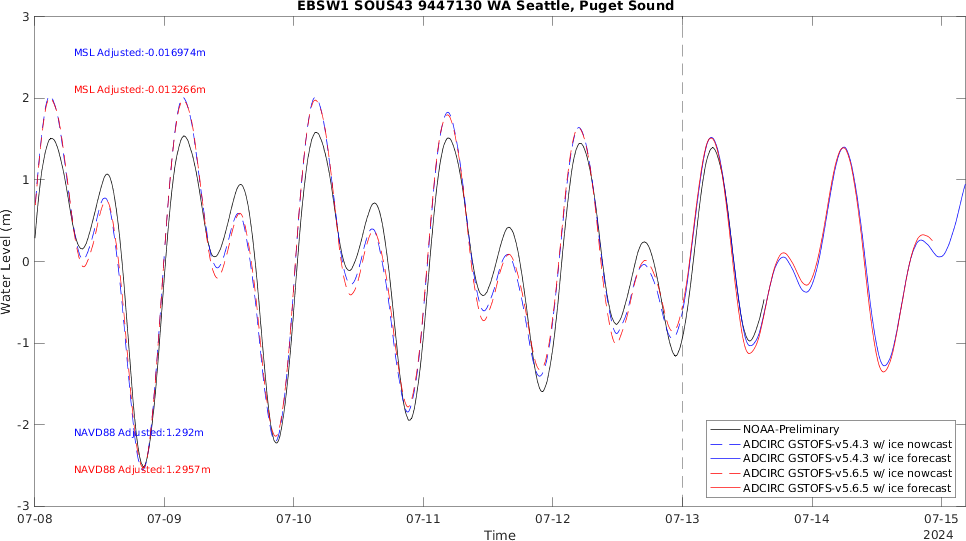 EBSW1 SOUS43 9447130 WA Seattle, Puget Sound
3
2
1
0
-1
-2
-3
Water Level (m)
MSL Adjusted:-0.016974m
MSL Adjusted:-0.013266m
NAVD88 Adjusted:1.292m
NAVD88 Adjusted:1.2957m
NOAA-Preliminary
ADCIRC GSTOFS-v5.4.3 w/ ice nowcast
ADCIRC GSTOFS-v5.4.3 w/ ice forecast
ADCIRC GSTOFS-v5.6.5 w/ ice nowcast
ADCIRC GSTOFS-v5.6.5 w/ ice forecast
07-08 07-09 07-10 07-11 07-12 07-13 07-14 07-15
Time
2024